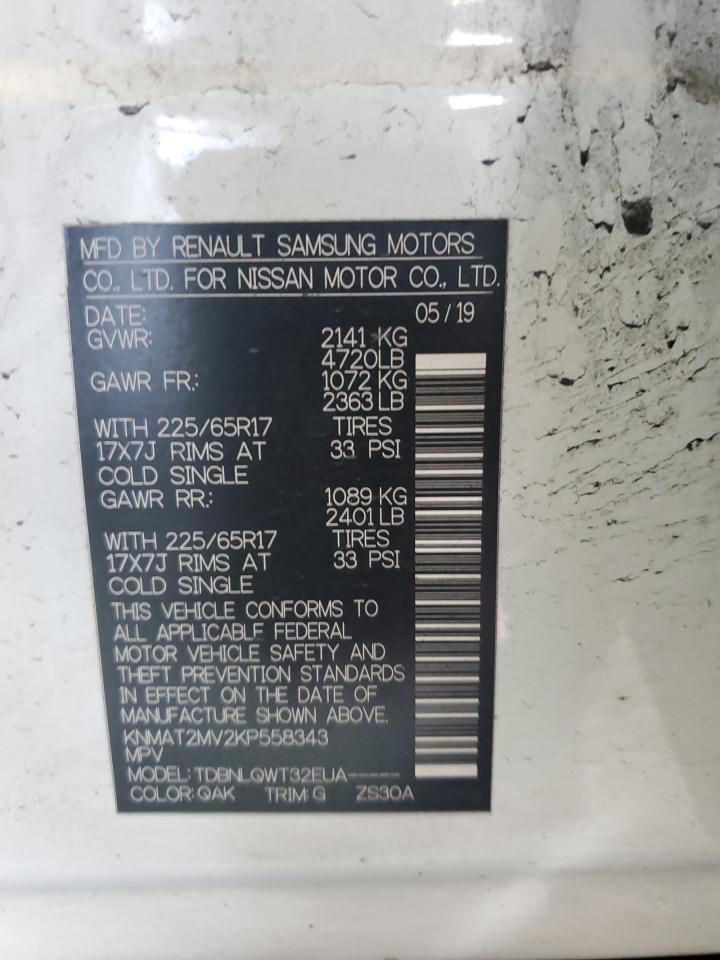 MFD BY RENAULT SAMSUNG MOTORS
CO., LTD. FOR NISSAN MOTOR CO., LTD.
DATE: 05/19
GVWR: 2141 KG
4720LB
GAWR FR.: 1072 KG
2363 LB
WITH 225/65R17 TIRES
17X7J RIMS AT 33 PSI
COLD SINGLE
GAWR RR.: 1089 KG
2401 LB
WITH 225/65R17 TIRES
17X7J RIMS AT 33 PSI
COLD SINGLE
THIS VEHICLE CONFORMS TO
ALL APPLICABLE FEDERAL
MOTOR VEHICLE SAFETY AND
THEFT PREVENTION STANDARDS
IN EFFECT ON THE DATE OF
MANUFACTURE SHOWN ABOVE.
KNMAT2MV2KP558343
MPV
MODEL: TDBNLQWT32EUA-----
COLOR: QAK TRIM: G ZS30A